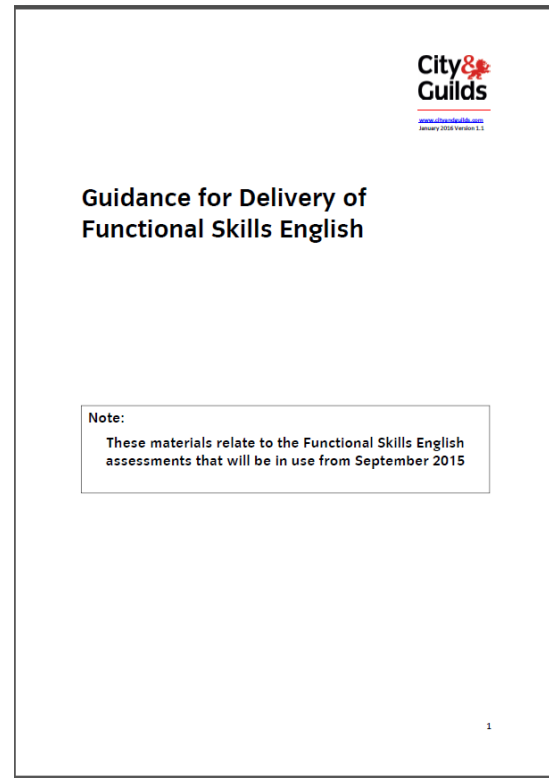 City&
Guilds
www.cityandguilds.com
January 2016 Version 1.1
Guidance for Delivery of
Functional Skills English
Note:
These materials relate to the Functional Skills English
assessments that will be in use from September 2015
1